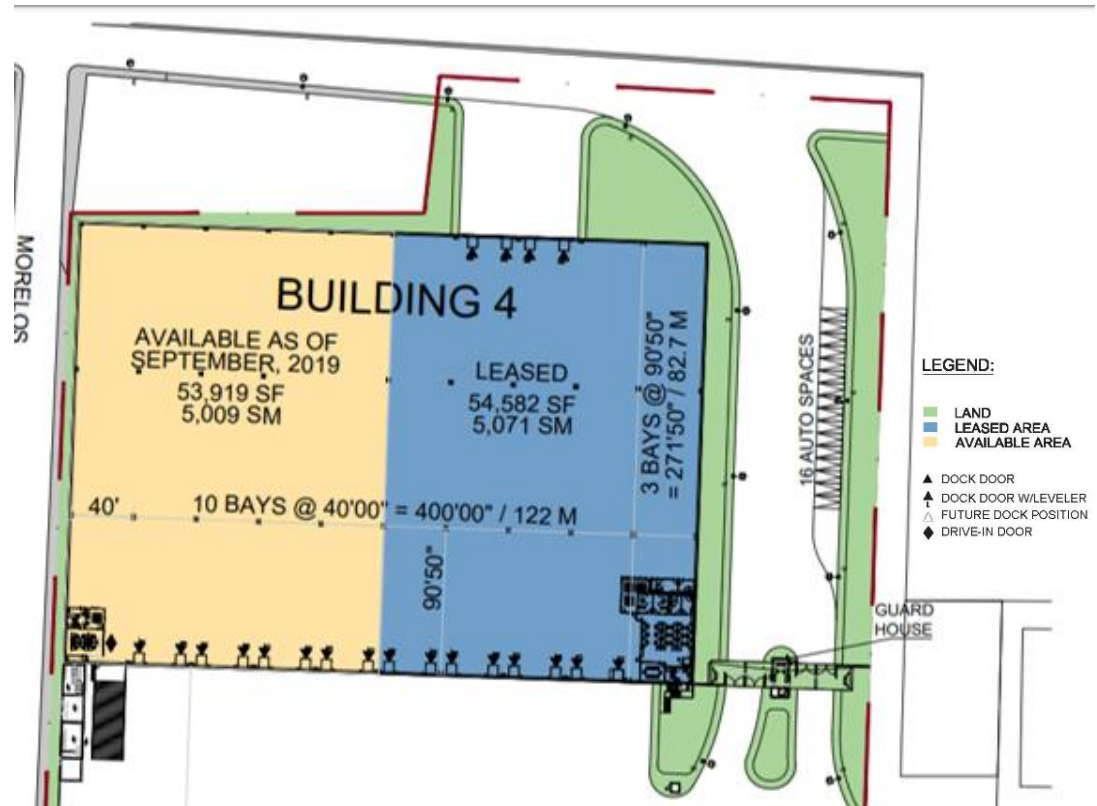 MORELOS
BUILDING 4
AVAILABLE AS OF
SEPTEMBER, 2019
53,919 SF
5,009 SM
LEASED
54,582 SF
5,071 SM
3 BAYS @ 90'50"
= 271'50" / 82.7 M
40'
10 BAYS @ 40'00" = 400'00" / 122 M
90'50"
16 AUTO SPACES
GUARD
HOUSE
LEGEND:
LAND
LEASED AREA
AVAILABLE AREA
DOCK DOOR
DOCK DOOR W/LEVELER
FUTURE DOCK POSITION
DRIVE-IN DOOR